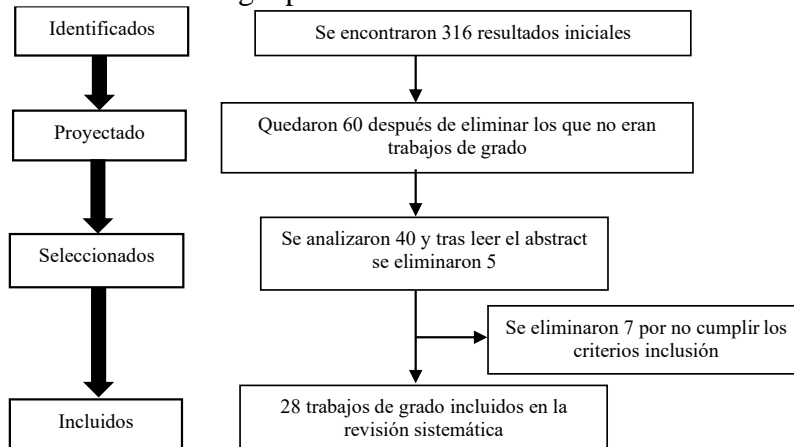 Identificados
Se encontraron 316 resultados iniciales
Proyectado
Quedaron 60 después de eliminar los que no eran
trabajos de grado
Seleccionados
Se analizaron 40 y tras leer el abstract
se eliminaron 5
Se eliminaron 7 por no cumplir los
criterios inclusión
Incluidos
28 trabajos de grado incluidos en la
revisión sistemática